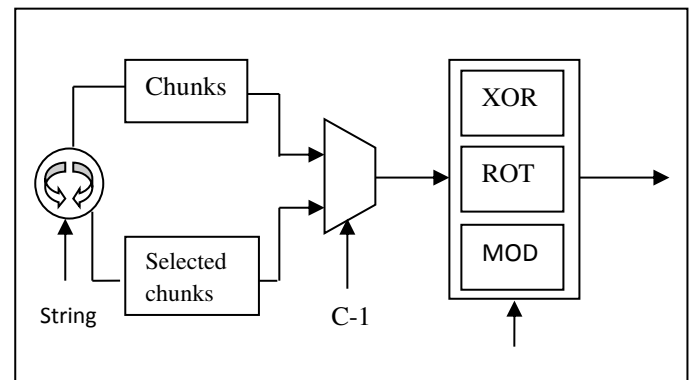 Chunks
XOR
ROT
Selected
chunks
MOD
String
C-1